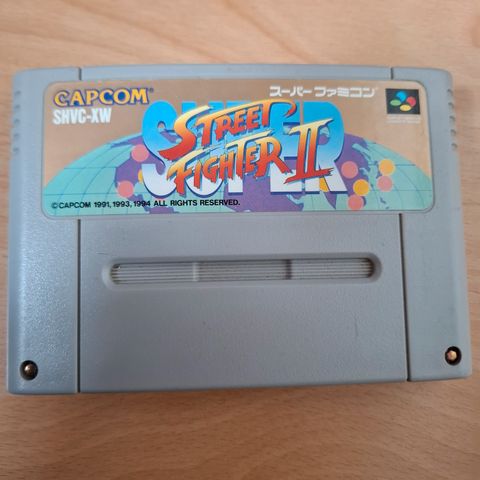 CAPCOM
SHVC-XW
スーパーファミコン
SUPER
STREET
FIGHTER II
©CAPCOM 1991, 1993, 1994 ALL RIGHTS RESERVED.